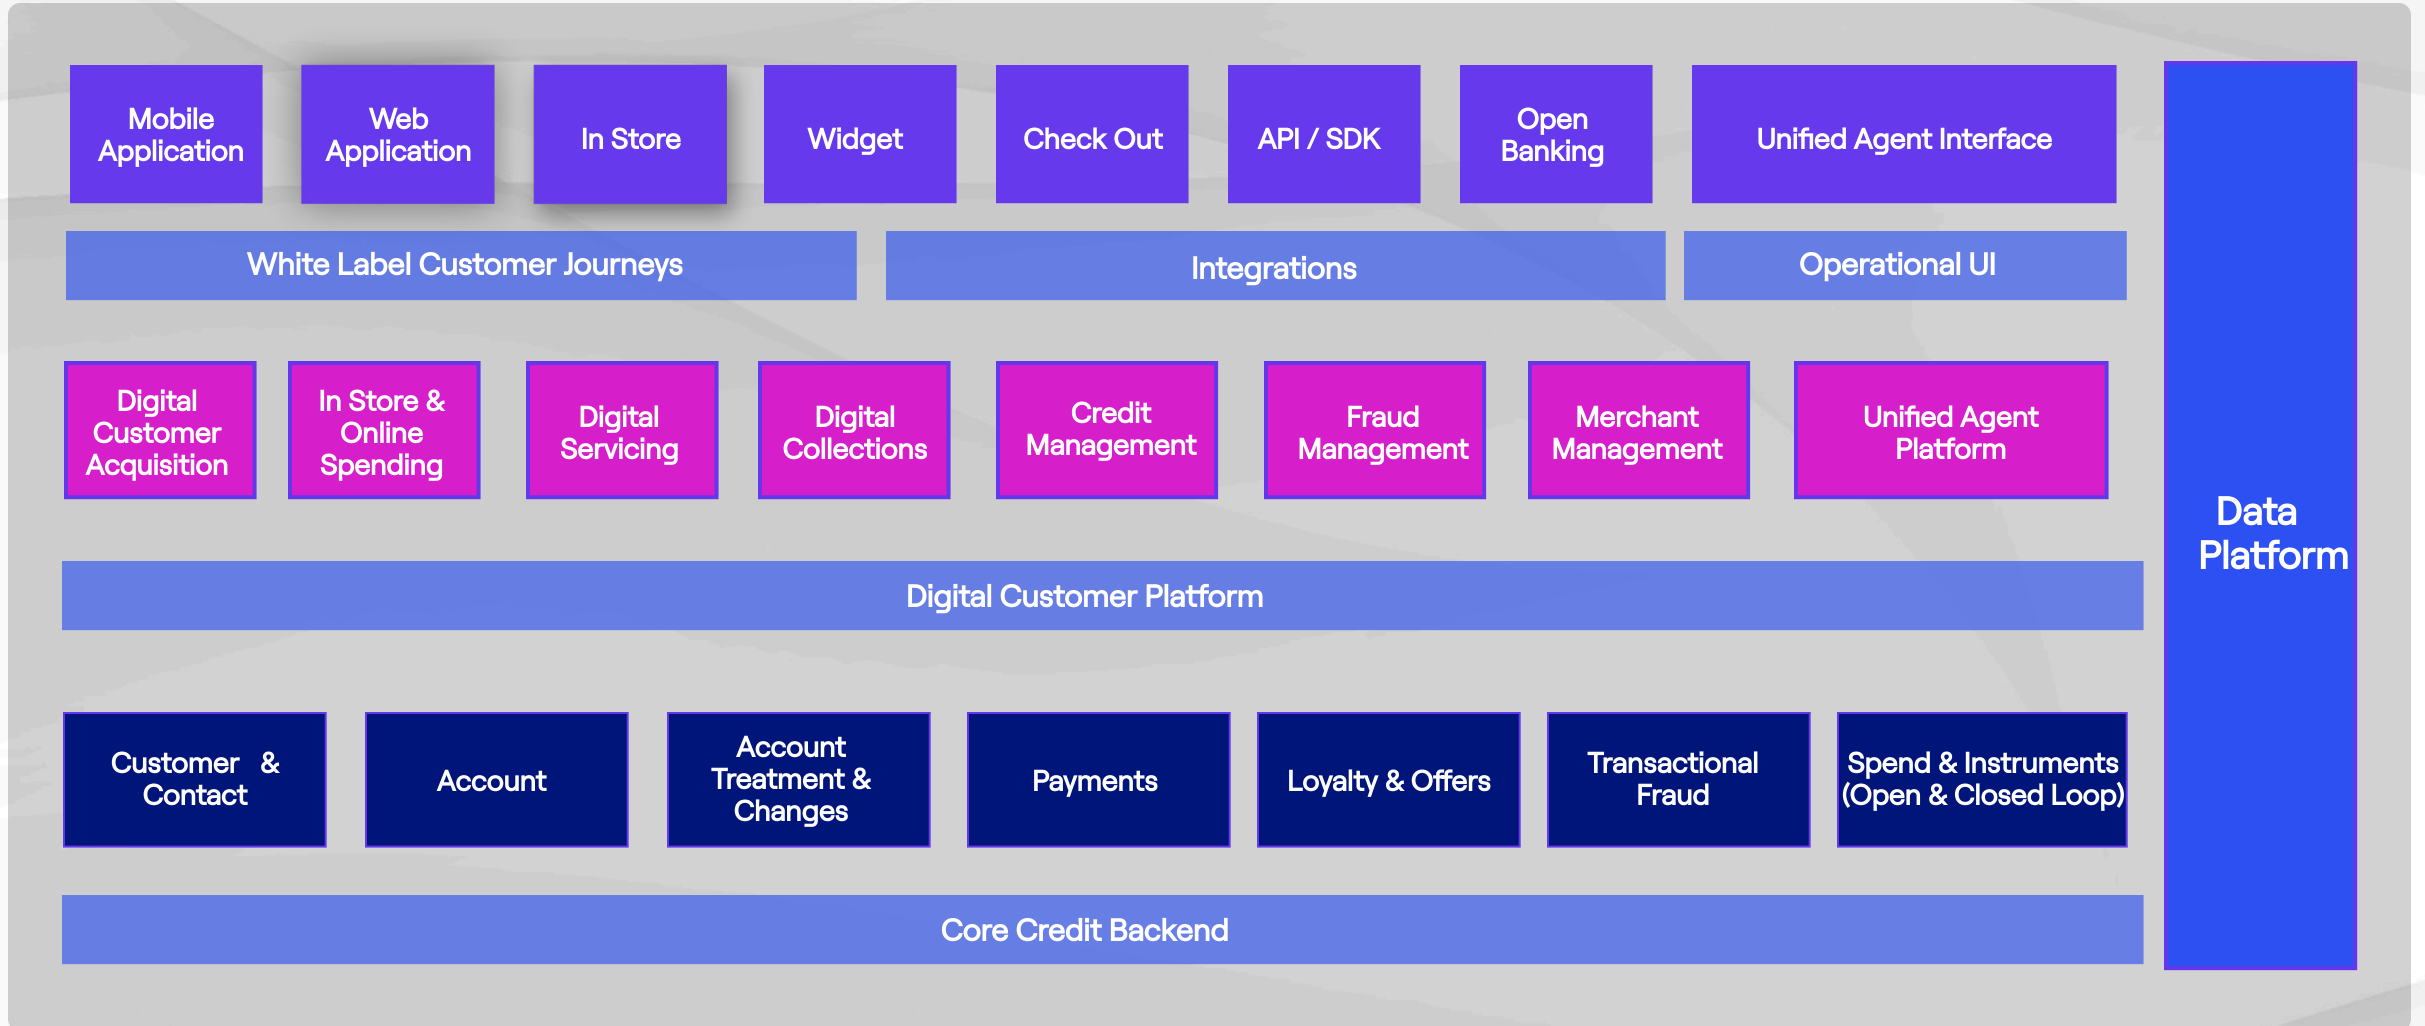 Mobile
Application
Web
Application
In Store
Widget
Check Out
API / SDK
Open
Banking
Unified Agent Interface
White Label Customer Journeys
Integrations
Operational UI
Digital
Customer
Acquisition
In Store &
Online
Spending
Digital
Servicing
Digital
Collections
Credit
Management
Fraud
Management
Merchant
Management
Unified Agent
Platform
Digital Customer Platform
Customer &
Contact
Account
Account
Treatment &
Changes
Payments
Loyalty & Offers
Transactional
Fraud
Spend & Instruments
(Open & Closed Loop)
Core Credit Backend
Data
Platform